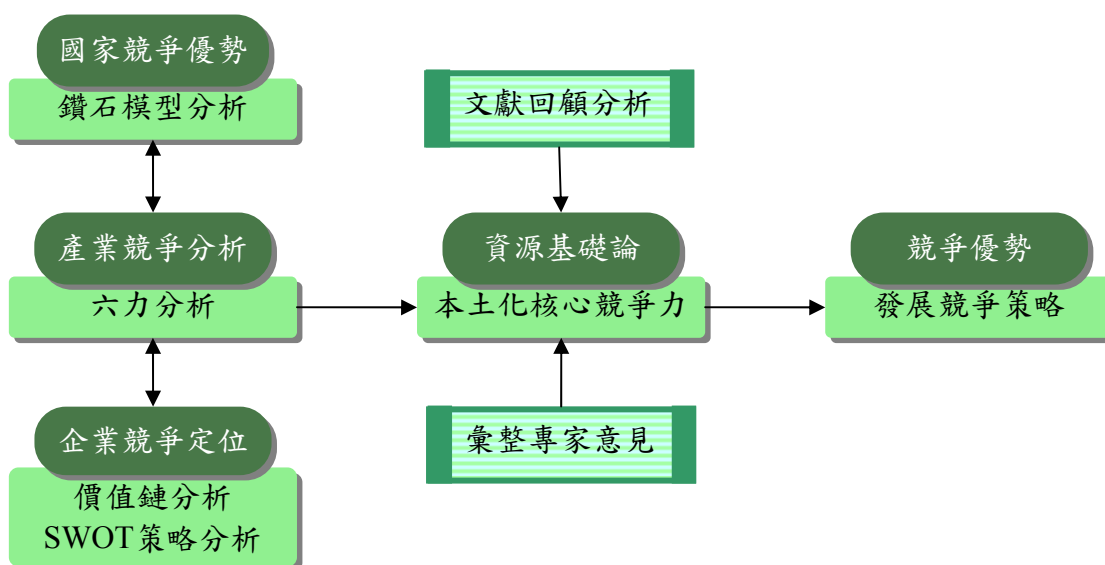 國家競爭優勢
鑽石模型分析
文獻回顧分析
產業競爭分析
六力分析
資源基礎論
本土化核心競爭力
競爭優勢
發展競爭策略
企業競爭定位
價值鏈分析
SWOT策略分析
彙整專家意見